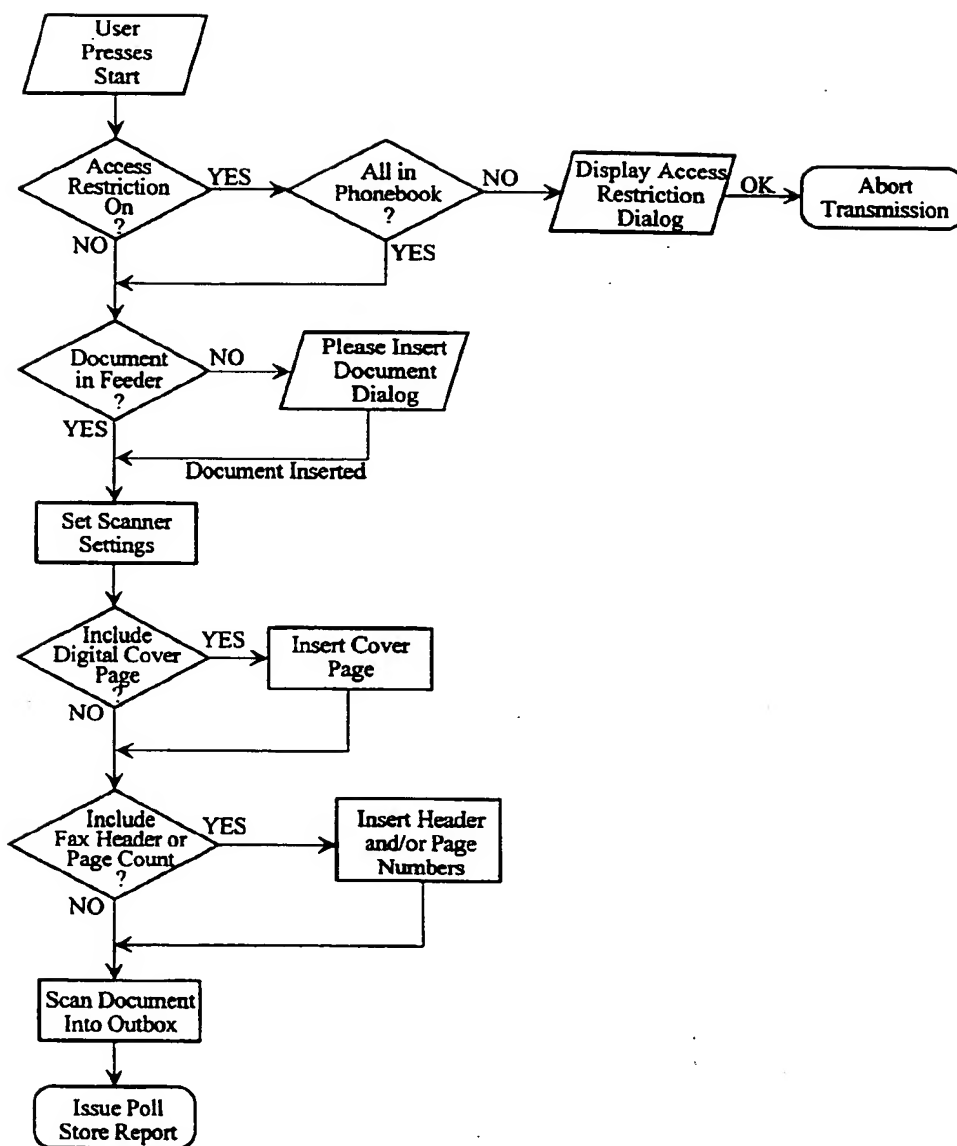 User
Presses
Start
Access
Restriction
On
?
YES
All in
Phonebook
?
NO
Display Access
Restriction
Dialog
OK
Abort
Transmission
NO
YES
Document
in Feeder
?
NO
Please Insert
Document
Dialog
YES
Document Inserted
Set Scanner
Settings
Include
Digital Cover
Page
?
YES
Insert Cover
Page
NO
Include
Fax Header or
Page Count
?
YES
Insert Header
and/or Page
Numbers
NO
Scan Document
Into Outbox
Issue Poll
Store Report